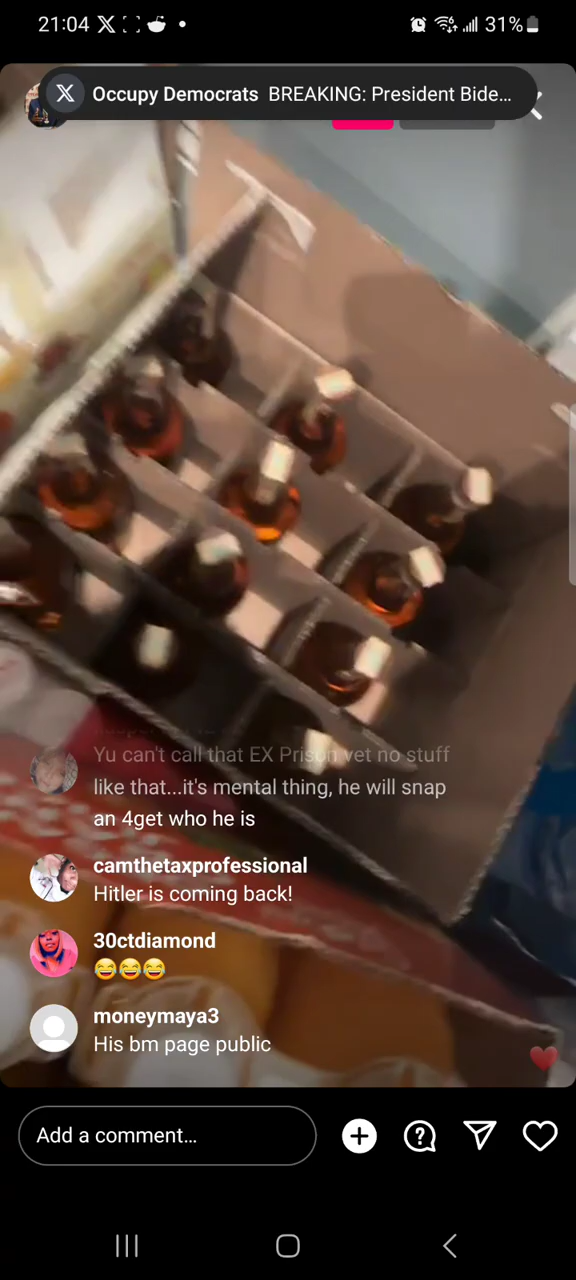 21:04
31%
Occupy Democrats BREAKING: President Bide...
Yu can't call that EX Prison vet no stuff
like that...it's mental thing, he will snap
an 4get who he is
camthetaxprofessional
Hitler is coming back!
30ctdiamond
😂😂😂
moneymaya3
His bm page public
Add a comment...